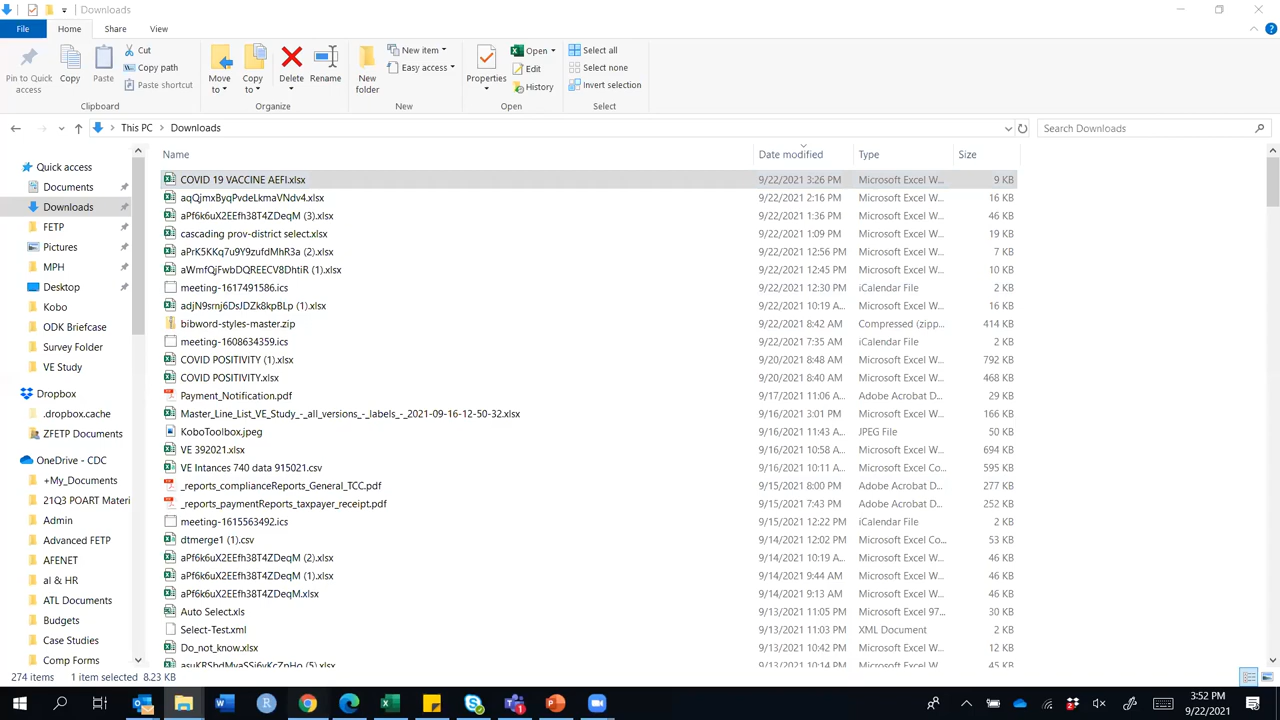 Downloads
File Home Share View
Pin to Quick access
Copy
Paste
Cut
Copy path
Paste shortcut
Clipboard
Move to
Copy to
Delete
Rename
Organize
New folder
New item
Easy access
New
Properties
Open
Edit
History
Open
Select all
Select none
Invert selection
Select
This PC > Downloads
Search Downloads
Quick access
Documents
Downloads
FETP
Pictures
MPH
Desktop
Kobo
ODK Briefcase
Survey Folder
VE Study
Dropbox
.dropbox.cache
ZFETP Documents
OneDrive - CDC
+My_Documents
21Q3 POART Materi
Admin
Advanced FETP
AFENET
al & HR
ATL Documents
Budgets
Case Studies
Comp Forms
Name Date modified Type Size
COVID 19 VACCINE AEFI.xlsx 9/22/2021 3:26 PM Microsoft Excel W... 9 KB
aqQjmxByqPvdeLkmaVNdv4.xlsx 9/22/2021 2:16 PM Microsoft Excel W... 16 KB
aPf6k6uX2EEfh38T4ZDeqM (3).xlsx 9/22/2021 1:36 PM Microsoft Excel W... 46 KB
cascading prov-district select.xlsx 9/22/2021 1:09 PM Microsoft Excel W... 19 KB
aPrK5KKq7u9Y9zufdMhR3a (2).xlsx 9/22/2021 12:56 PM Microsoft Excel W... 7 KB
aWmfQjFwbDQREECV8DhtiR (1).xlsx 9/22/2021 12:45 PM Microsoft Excel W... 10 KB
meeting-1617491586.ics 9/22/2021 12:30 PM iCalendar File 2 KB
adjN9srnj6DsJDZk8kpBLp (1).xlsx 9/22/2021 10:19 A... Microsoft Excel W... 16 KB
bibword-styles-master.zip 9/22/2021 8:42 AM Compressed (zipp... 414 KB
meeting-1608634359.ics 9/22/2021 7:35 AM iCalendar File 2 KB
COVID POSITIVITY (1).xlsx 9/20/2021 8:48 AM Microsoft Excel W... 792 KB
COVID POSITIVITY.xlsx 9/20/2021 8:40 AM Microsoft Excel W... 468 KB
Payment_Notification.pdf 9/17/2021 11:06 A... Adobe Acrobat D... 29 KB
Master_Line_List_VE_Study_-_all_versions_-_labels_-_2021-09-16-12-50-32.xlsx 9/16/2021 3:01 PM Microsoft Excel W... 166 KB
KoboToolbox.jpeg 9/16/2021 11:43 A... JPEG File 50 KB
VE 392021.xlsx 9/16/2021 10:58 A... Microsoft Excel W... 694 KB
VE Intances 740 data 915021.csv 9/16/2021 10:11 A... Microsoft Excel Co... 595 KB
_reports_complianceReports_General_TCC.pdf 9/15/2021 8:00 PM Adobe Acrobat D... 277 KB
_reports_paymentReports_taxpayer_receipt.pdf 9/15/2021 7:43 PM Adobe Acrobat D... 252 KB
meeting-1615563492.ics 9/15/2021 12:22 PM iCalendar File 2 KB
dtmerge1 (1).csv 9/14/2021 12:02 PM Microsoft Excel Co... 53 KB
aPf6k6uX2EEfh38T4ZDeqM (2).xlsx 9/14/2021 10:19 A... Microsoft Excel W... 46 KB
aPf6k6uX2EEfh38T4ZDeqM (1).xlsx 9/14/2021 9:44 AM Microsoft Excel W... 46 KB
aPf6k6uX2EEfh38T4ZDeqM.xlsx 9/14/2021 9:13 AM Microsoft Excel W... 46 KB
Auto Select.xls 9/13/2021 11:05 PM Microsoft Excel 97... 30 KB
Select-Test.xml 9/13/2021 11:03 PM XML Document 2 KB
Do_not_know.xlsx 9/13/2021 10:42 PM Microsoft Excel W... 12 KB
9/13/2021 10:14 PM Microsoft Excel W... 45 KB
274 items 1 item selected 8.23 KB
3:52 PM
9/22/2021